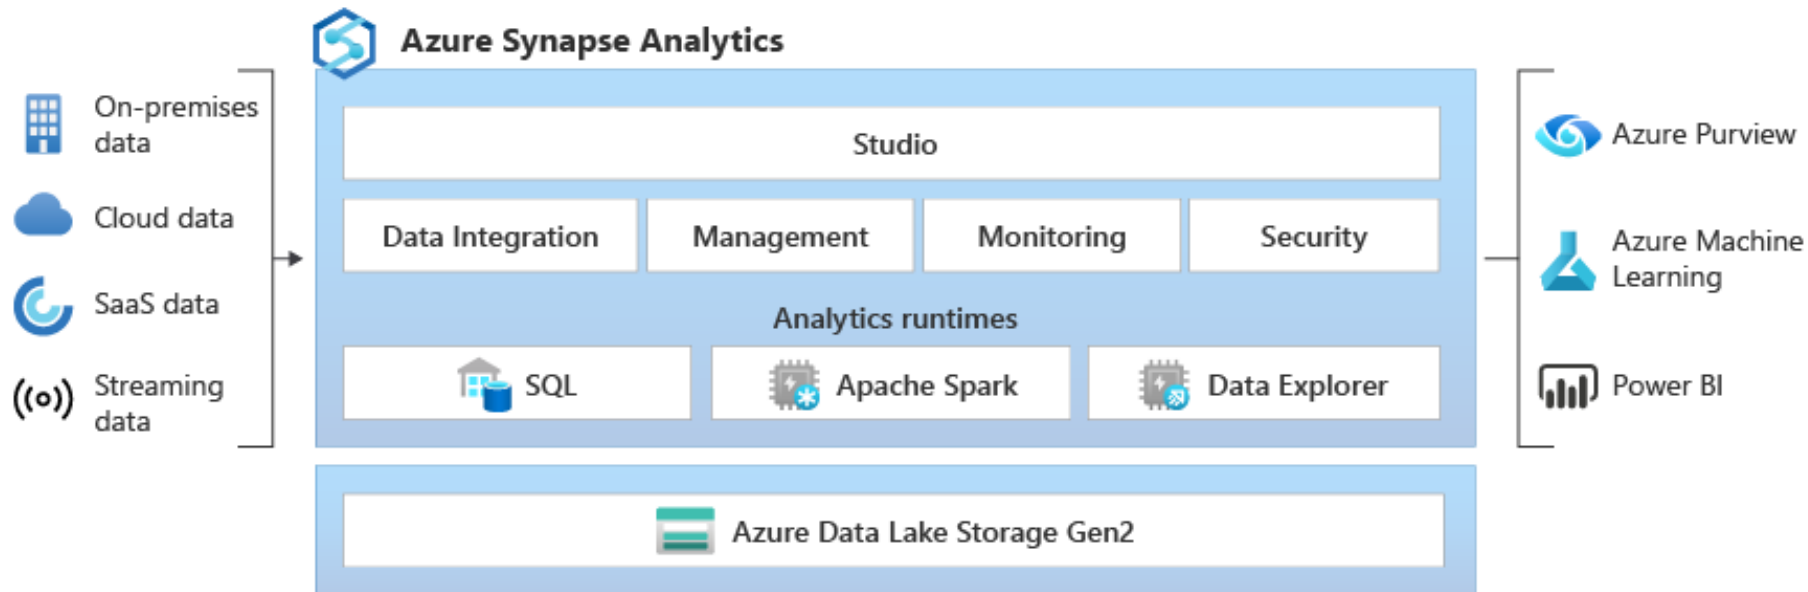 Azure Synapse Analytics
On-premises
data
Cloud data
SaaS data
Streaming
data
Studio
Data Integration
Management
Monitoring
Security
Analytics runtimes
SQL
Apache Spark
Data Explorer
Azure Data Lake Storage Gen2
Azure Purview
Azure Machine
Learning
Power BI